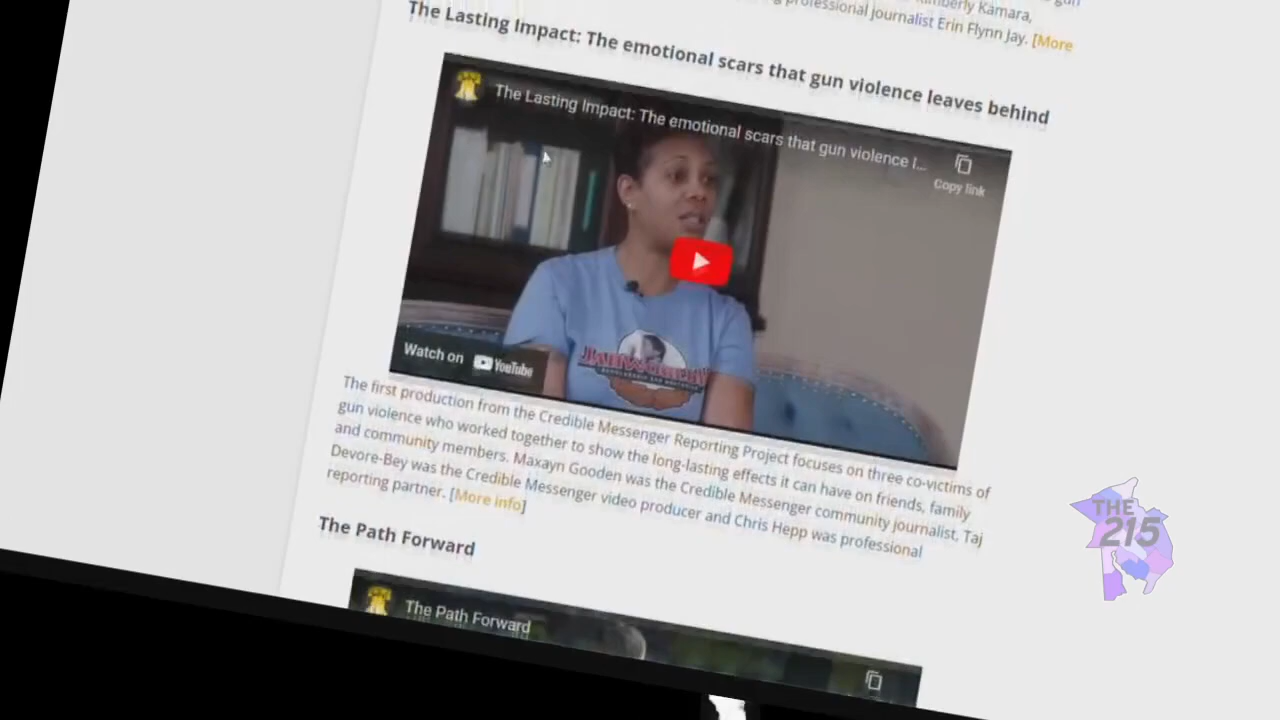 Kimberly Kamara,
professional journalist Erin Flynn Jay. [More
The Lasting Impact: The emotional scars that gun violence leaves behind
The Lasting Impact: The emotional scars that gun violence l...
Copy link
Watch on YouTube
The first production from the Credible Messenger Reporting Project focuses on three co-victims of
gun violence who worked together to show the long-lasting effects it can have on friends, family
and community members. Maxayn Gooden was the Credible Messenger community journalist, Taj
Devore-Bey was the Credible Messenger video producer and Chris Hepp was professional
reporting partner. [More info]
The Path Forward
The Path Forward
THE
215